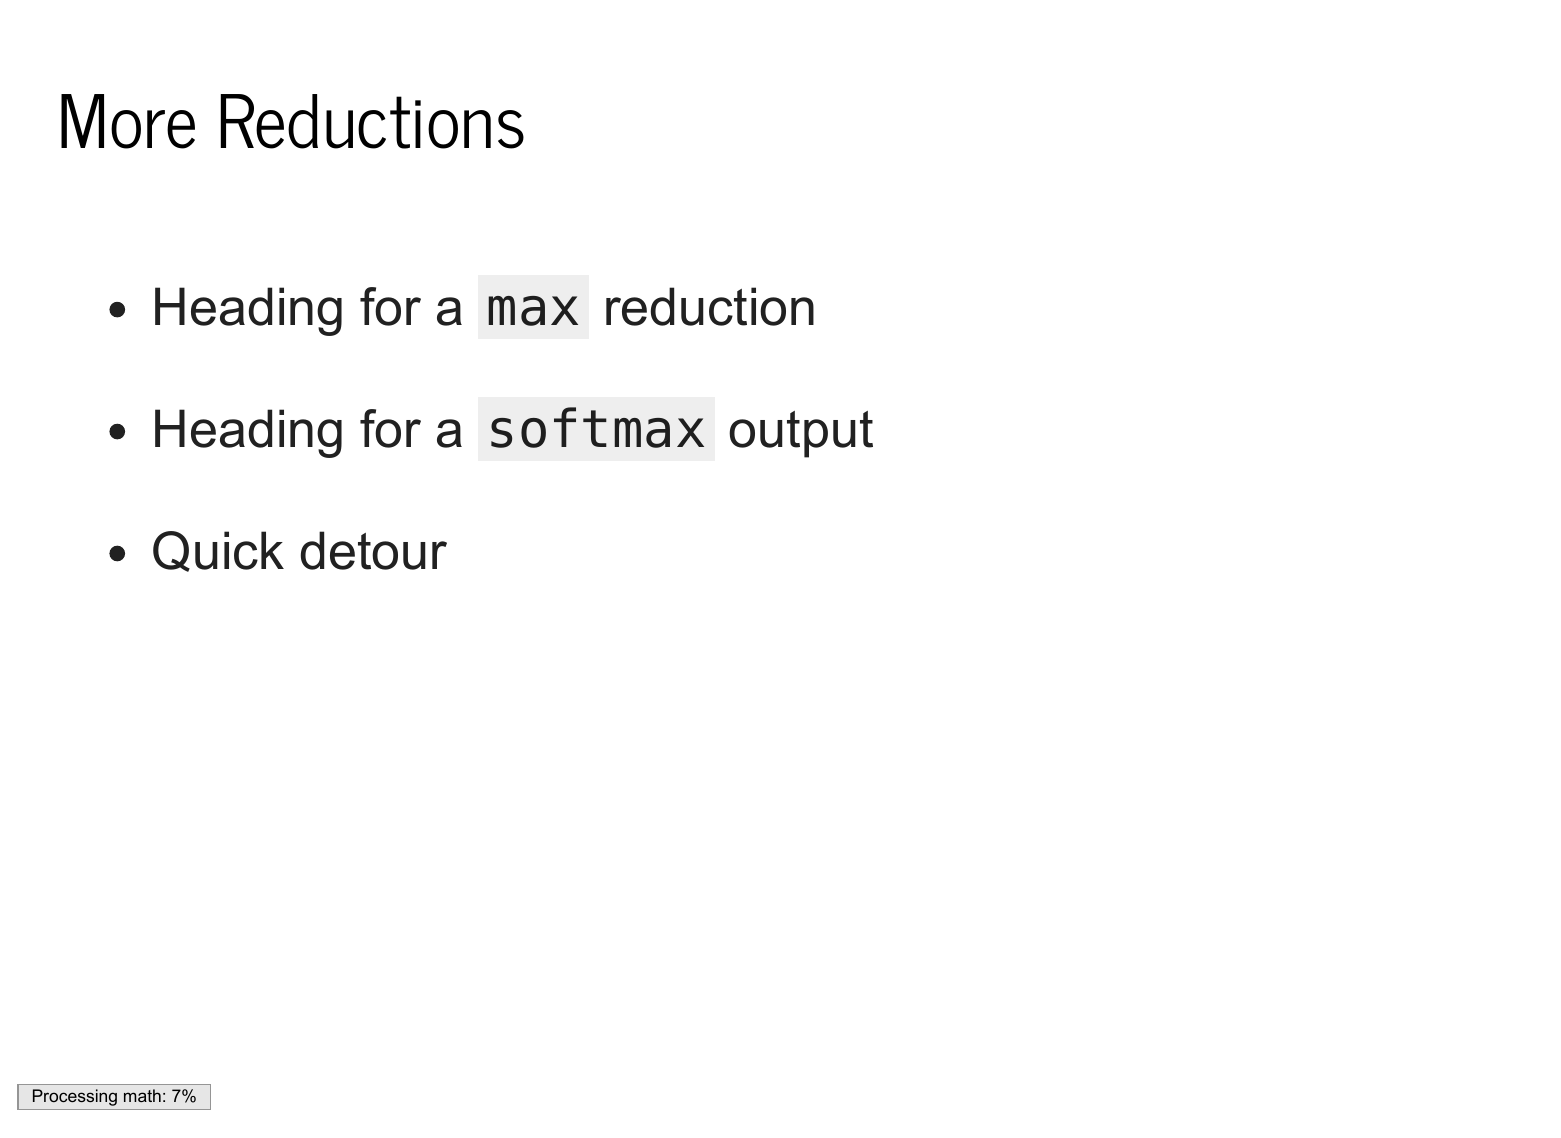 More Reductions
Heading for a max reduction
Heading for a softmax output
Quick detour
Processing math: 7%